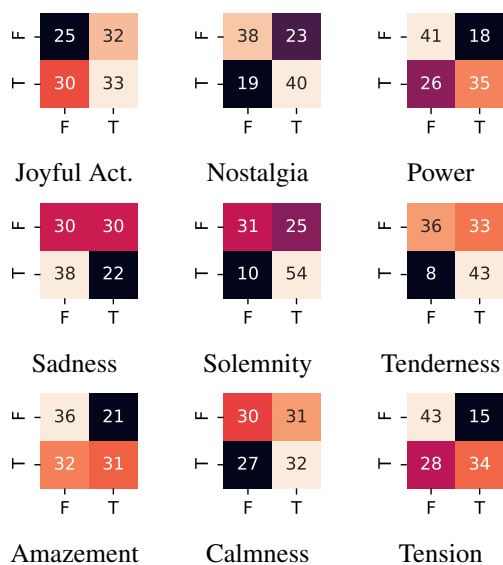 F 25 32 F 38 23 F 41 18
T 30 33 T 19 40 T 26 35
F T F T F T
Joyful Act. Nostalgia Power
F 30 30 F 31 25 F 36 33
T 38 22 T 10 54 T 8 43
F T F T F T
Sadness Solemnity Tenderness
F 36 21 F 30 31 F 43 15
T 32 31 T 27 32 T 28 34
F T F T F T
Amazement Calmness Tension